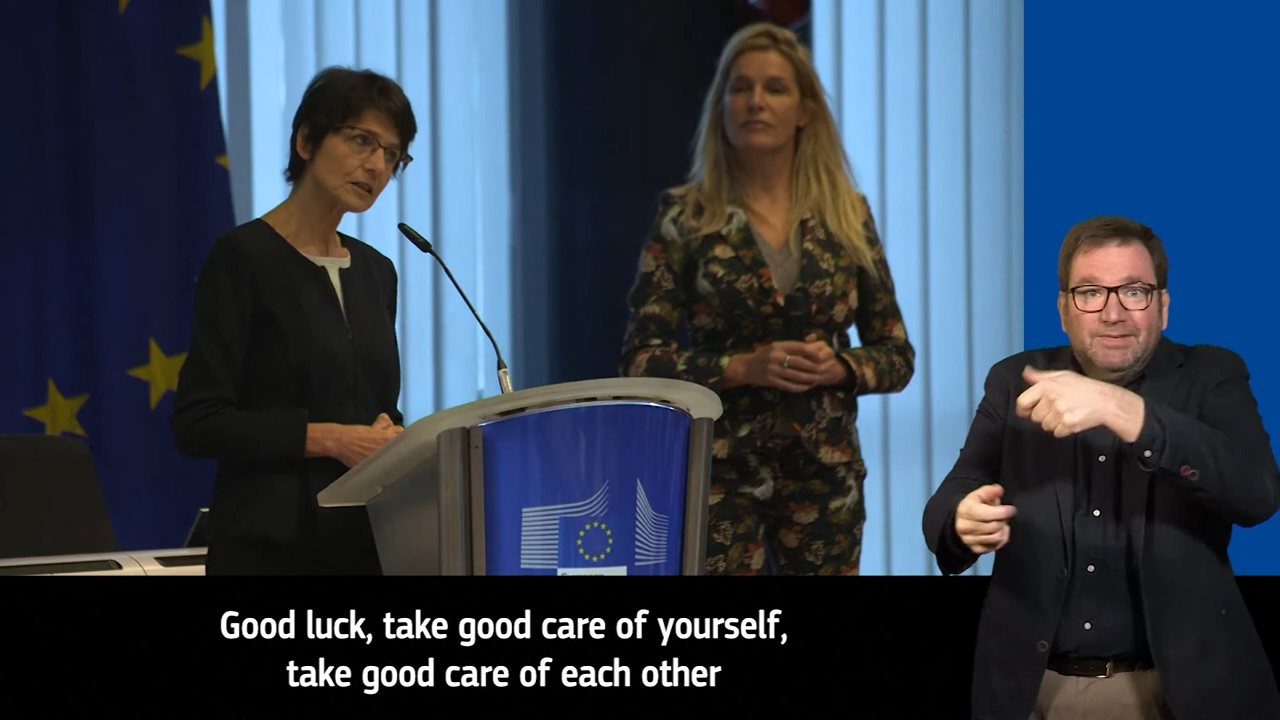 Good luck, take good care of yourself,
take good care of each other